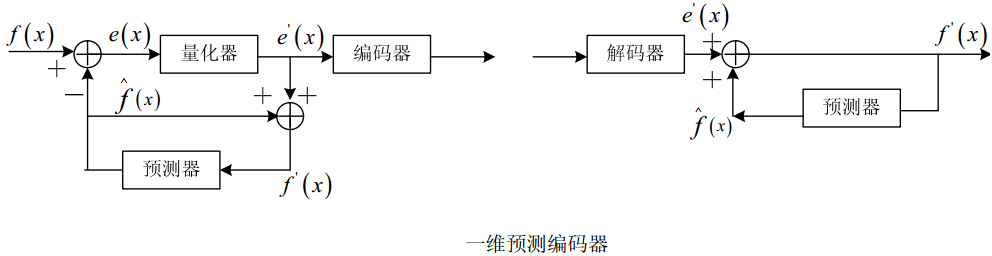 f(x) e(x) 量化器 e'(x) 编码器 解码器 e'(x) f'(x)
+ + +
− f̂(x) + + + f̂(x) 预测器
预测器 f'(x)
一维预测编码器